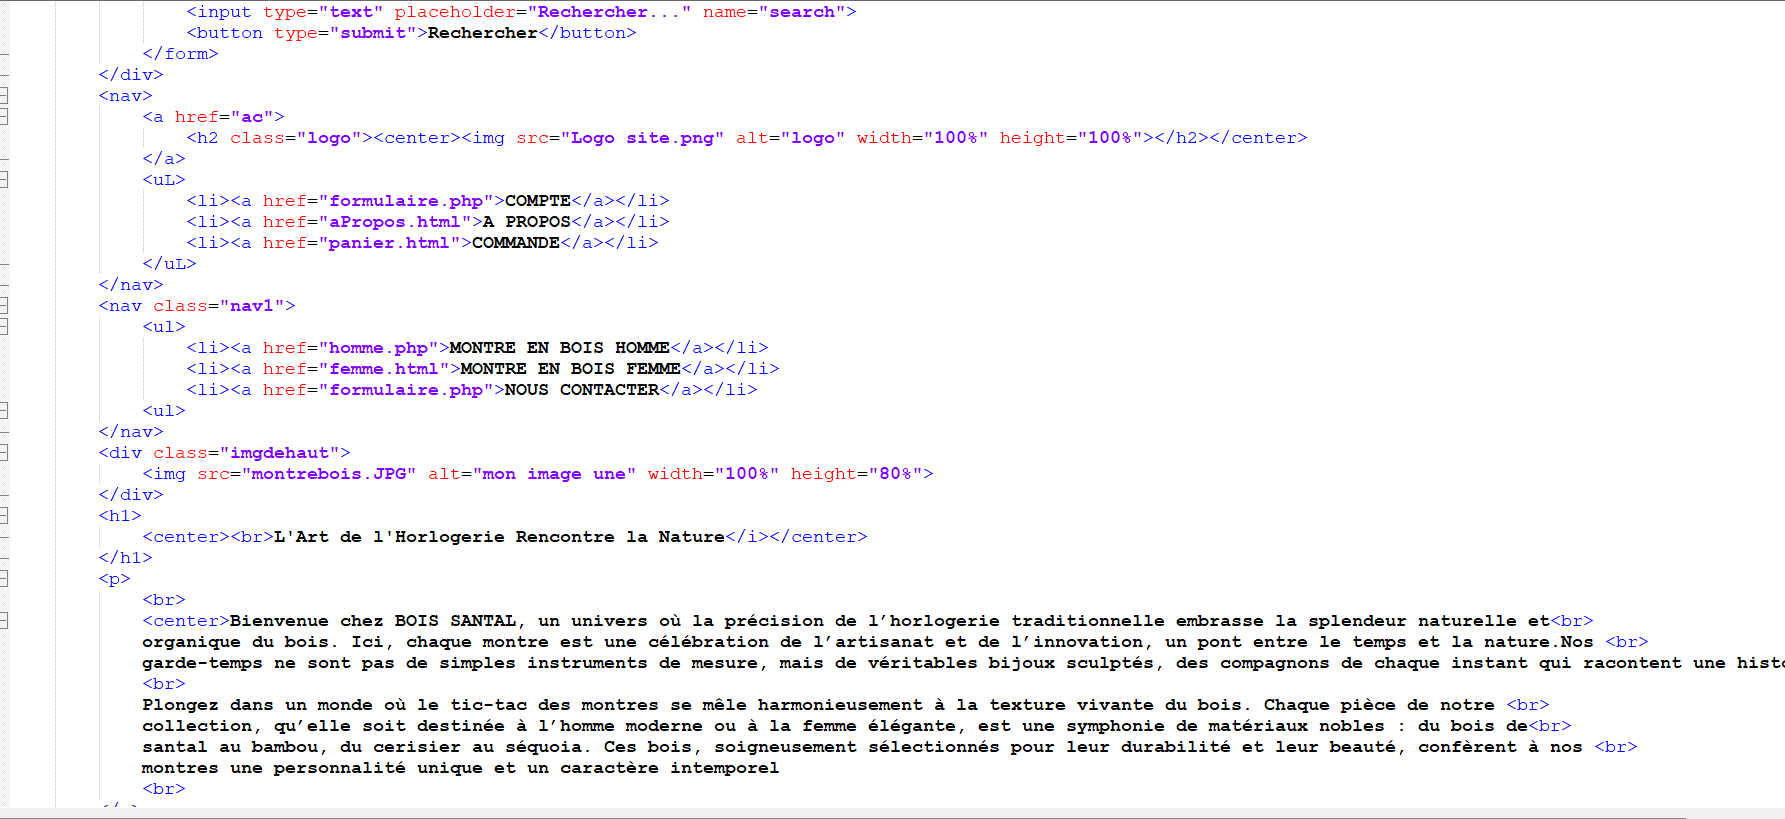 <input type="text" placeholder="Rechercher..." name="search">
<button type="submit">Rechercher</button>
</form>
</div>
<nav>
<a href="ac">
<h2 class="logo"><center><img src="Logo site.png" alt="logo" width="100%" height="100%"></h2></center>
</a>
<uL>
<li><a href="formulaire.php">COMPTE</a></li>
<li><a href="aPropos.html">A PROPOS</a></li>
<li><a href="panier.html">COMMANDE</a></li>
</uL>
</nav>
<nav class="nav1">
<ul>
<li><a href="homme.php">MONTRE EN BOIS HOMME</a></li>
<li><a href="femme.html">MONTRE EN BOIS FEMME</a></li>
<li><a href="formulaire.php">NOUS CONTACTER</a></li>
<ul>
</nav>
<div class="imgdehaut">
<img src="montrebois.JPG" alt="mon image une" width="100%" height="80%">
</div>
<h1>
<center><br>L'Art de l'Horlogerie Rencontre la Nature</i></center>
</h1>
<p>
<br>
<center>Bienvenue chez BOIS SANTAL, un univers où la précision de l’horlogerie traditionnelle embrasse la splendeur naturelle et<br>
organique du bois. Ici, chaque montre est une célébration de l’artisanat et de l’innovation, un pont entre le temps et la nature.Nos <br>
garde-temps ne sont pas de simples instruments de mesure, mais de véritables bijoux sculptés, des compagnons de chaque instant qui racontent une
<br>
Plongez dans un monde où le tic-tac des montres se mêle harmonieusement à la texture vivante du bois. Chaque pièce de notre <br>
collection, qu’elle soit destinée à l’homme moderne ou à la femme élégante, est une symphonie de matériaux nobles : du bois de<br>
santal au bambou, du cerisier au séquoia. Ces bois, soigneusement sélectionnés pour leur durabilité et leur beauté, confèrent à nos <br>
montres une personnalité unique et un caractère intemporel
<br>